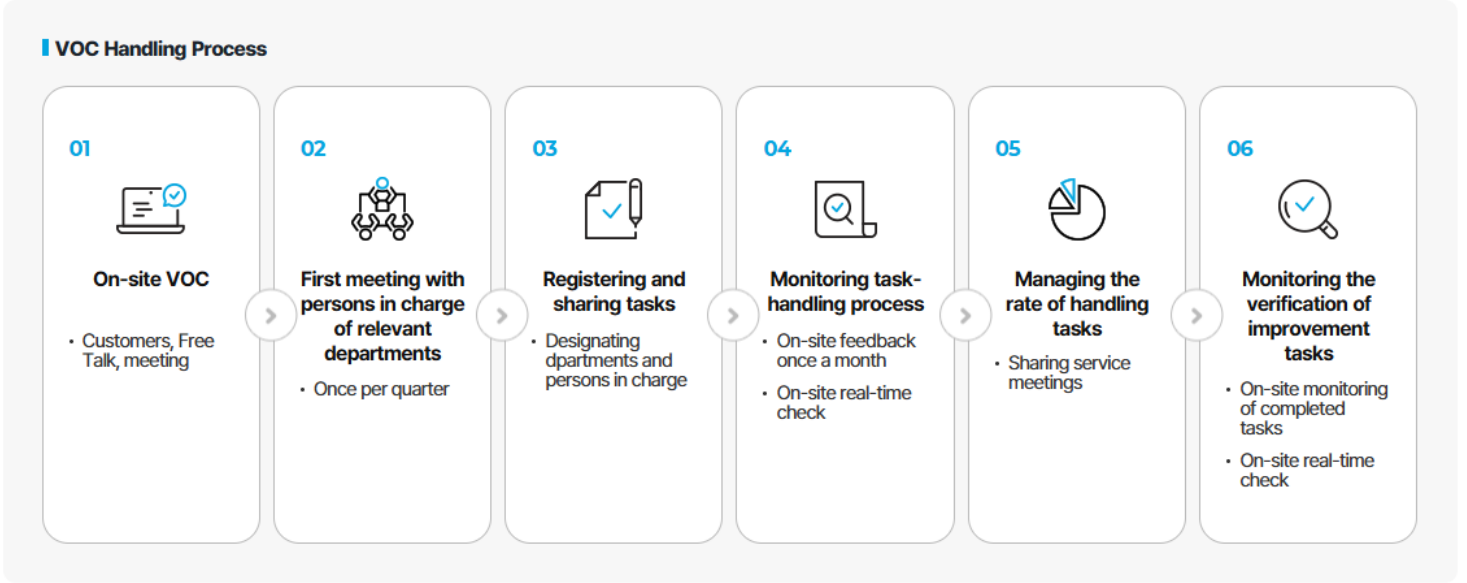 VOC Handling Process
01
On-site VOC
• Customers, Free
Talk, meeting
02
First meeting with
persons in charge
of relevant
departments
• Once per quarter
03
Registering and
sharing tasks
• Designating
dpartments and
persons in charge
04
Monitoring task-
handling process
• On-site feedback
once a month
• On-site real-time
check
05
Managing the
rate of handling
tasks
• Sharing service
meetings
06
Monitoring the
verification of
improvement
tasks
• On-site monitoring
of completed
tasks
• On-site real-time
check